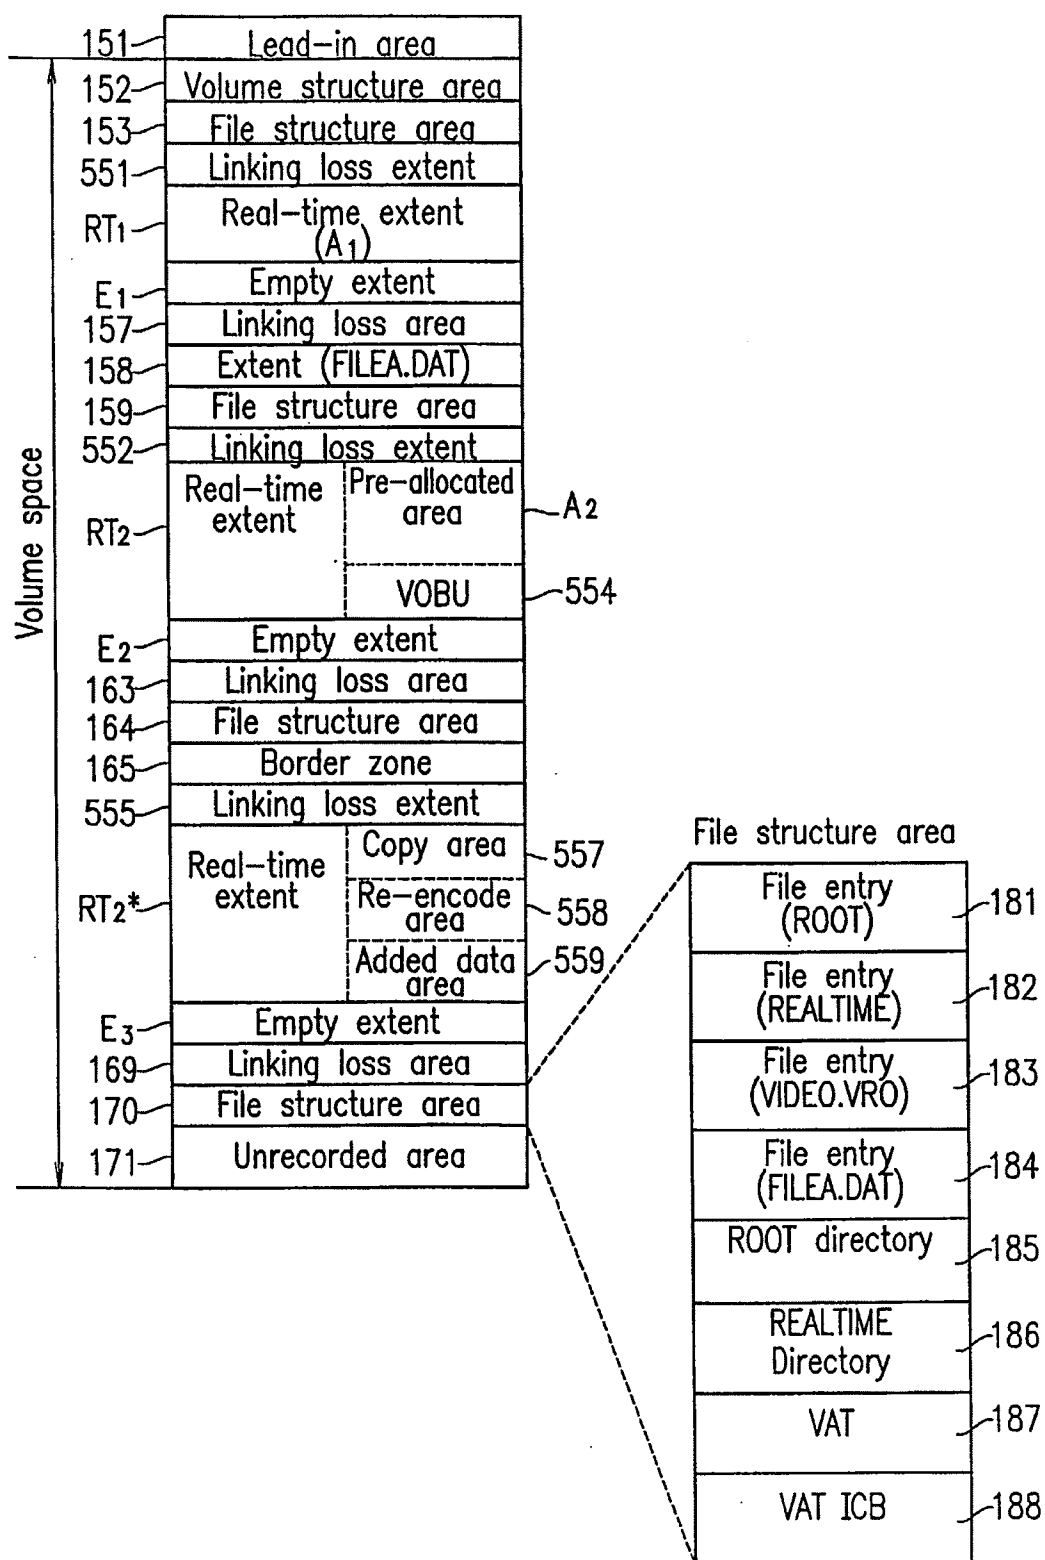 151 Lead-in area
152 Volume structure area
153 File structure area
551 Linking loss extent
RT1 Real-time extent
(A1)
E1 Empty extent
157 Linking loss area
158 Extent (FILEA.DAT)
159 File structure area
552 Linking loss extent
Volume space
RT2
Real-time
extent
Pre-allocated
area
A2
VOBU 554
E2 Empty extent
163 Linking loss area
164 File structure area
165 Border zone
555 Linking loss extent
RT2*
Real-time
extent
Copy area 557
Re-encode
area
558
Added data
area
559
E3 Empty extent
169 Linking loss area
170 File structure area
171 Unrecorded area
File structure area
File entry
(ROOT)
181
File entry
(REALTIME)
182
File entry
(VIDEO.VRO)
183
File entry
(FILEA.DAT)
184
ROOT directory 185
REALTIME
Directory
186
VAT 187
VAT ICB 188